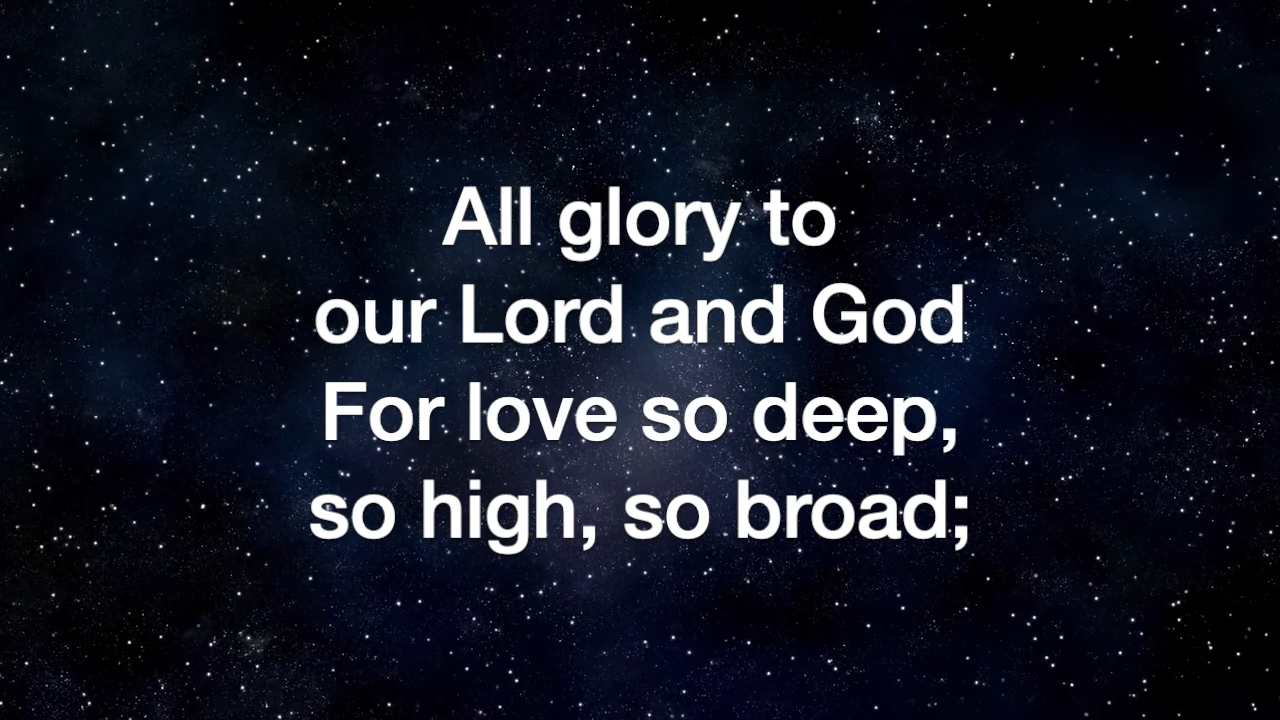 All glory to
our Lord and God
For love so deep,
so high, so broad;